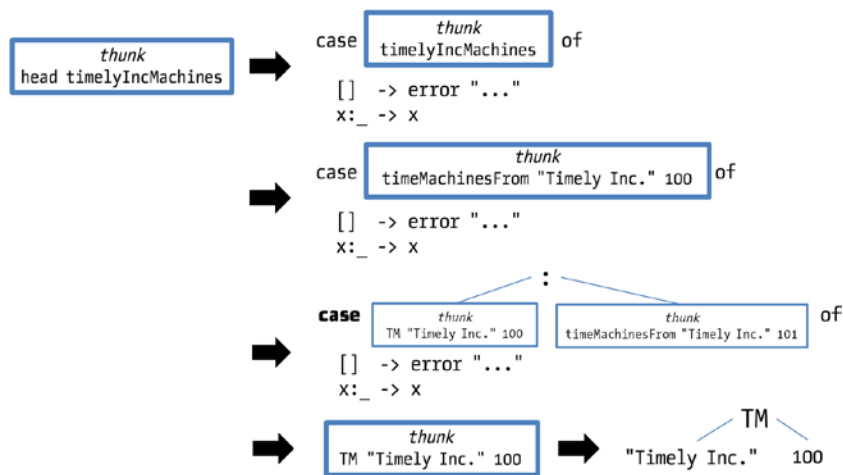 thunk
head timelyIncMachines
case
thunk
timelyIncMachines
of
[] -> error "..."
x:_ -> x
case
thunk
timeMachinesFrom "Timely Inc." 100
of
[] -> error "..."
x:_ -> x
:
case
thunk
TM "Timely Inc." 100
thunk
timeMachinesFrom "Timely Inc." 101
of
[] -> error "..."
x:_ -> x
thunk
TM "Timely Inc." 100
TM
"Timely Inc." 100